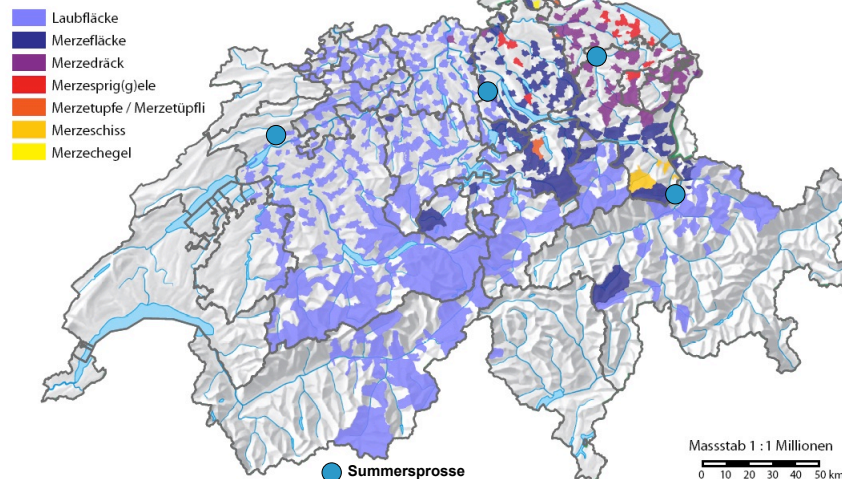 Laubfläcke
Merzefläcke
Merzedräck
Merzesprig(g)ele
Merzetupfe / Merzetüpfli
Merzeschiss
Merzechegel
Summersprosse
Massstab 1 : 1 Millionen
0 10 20 30 40 50 km